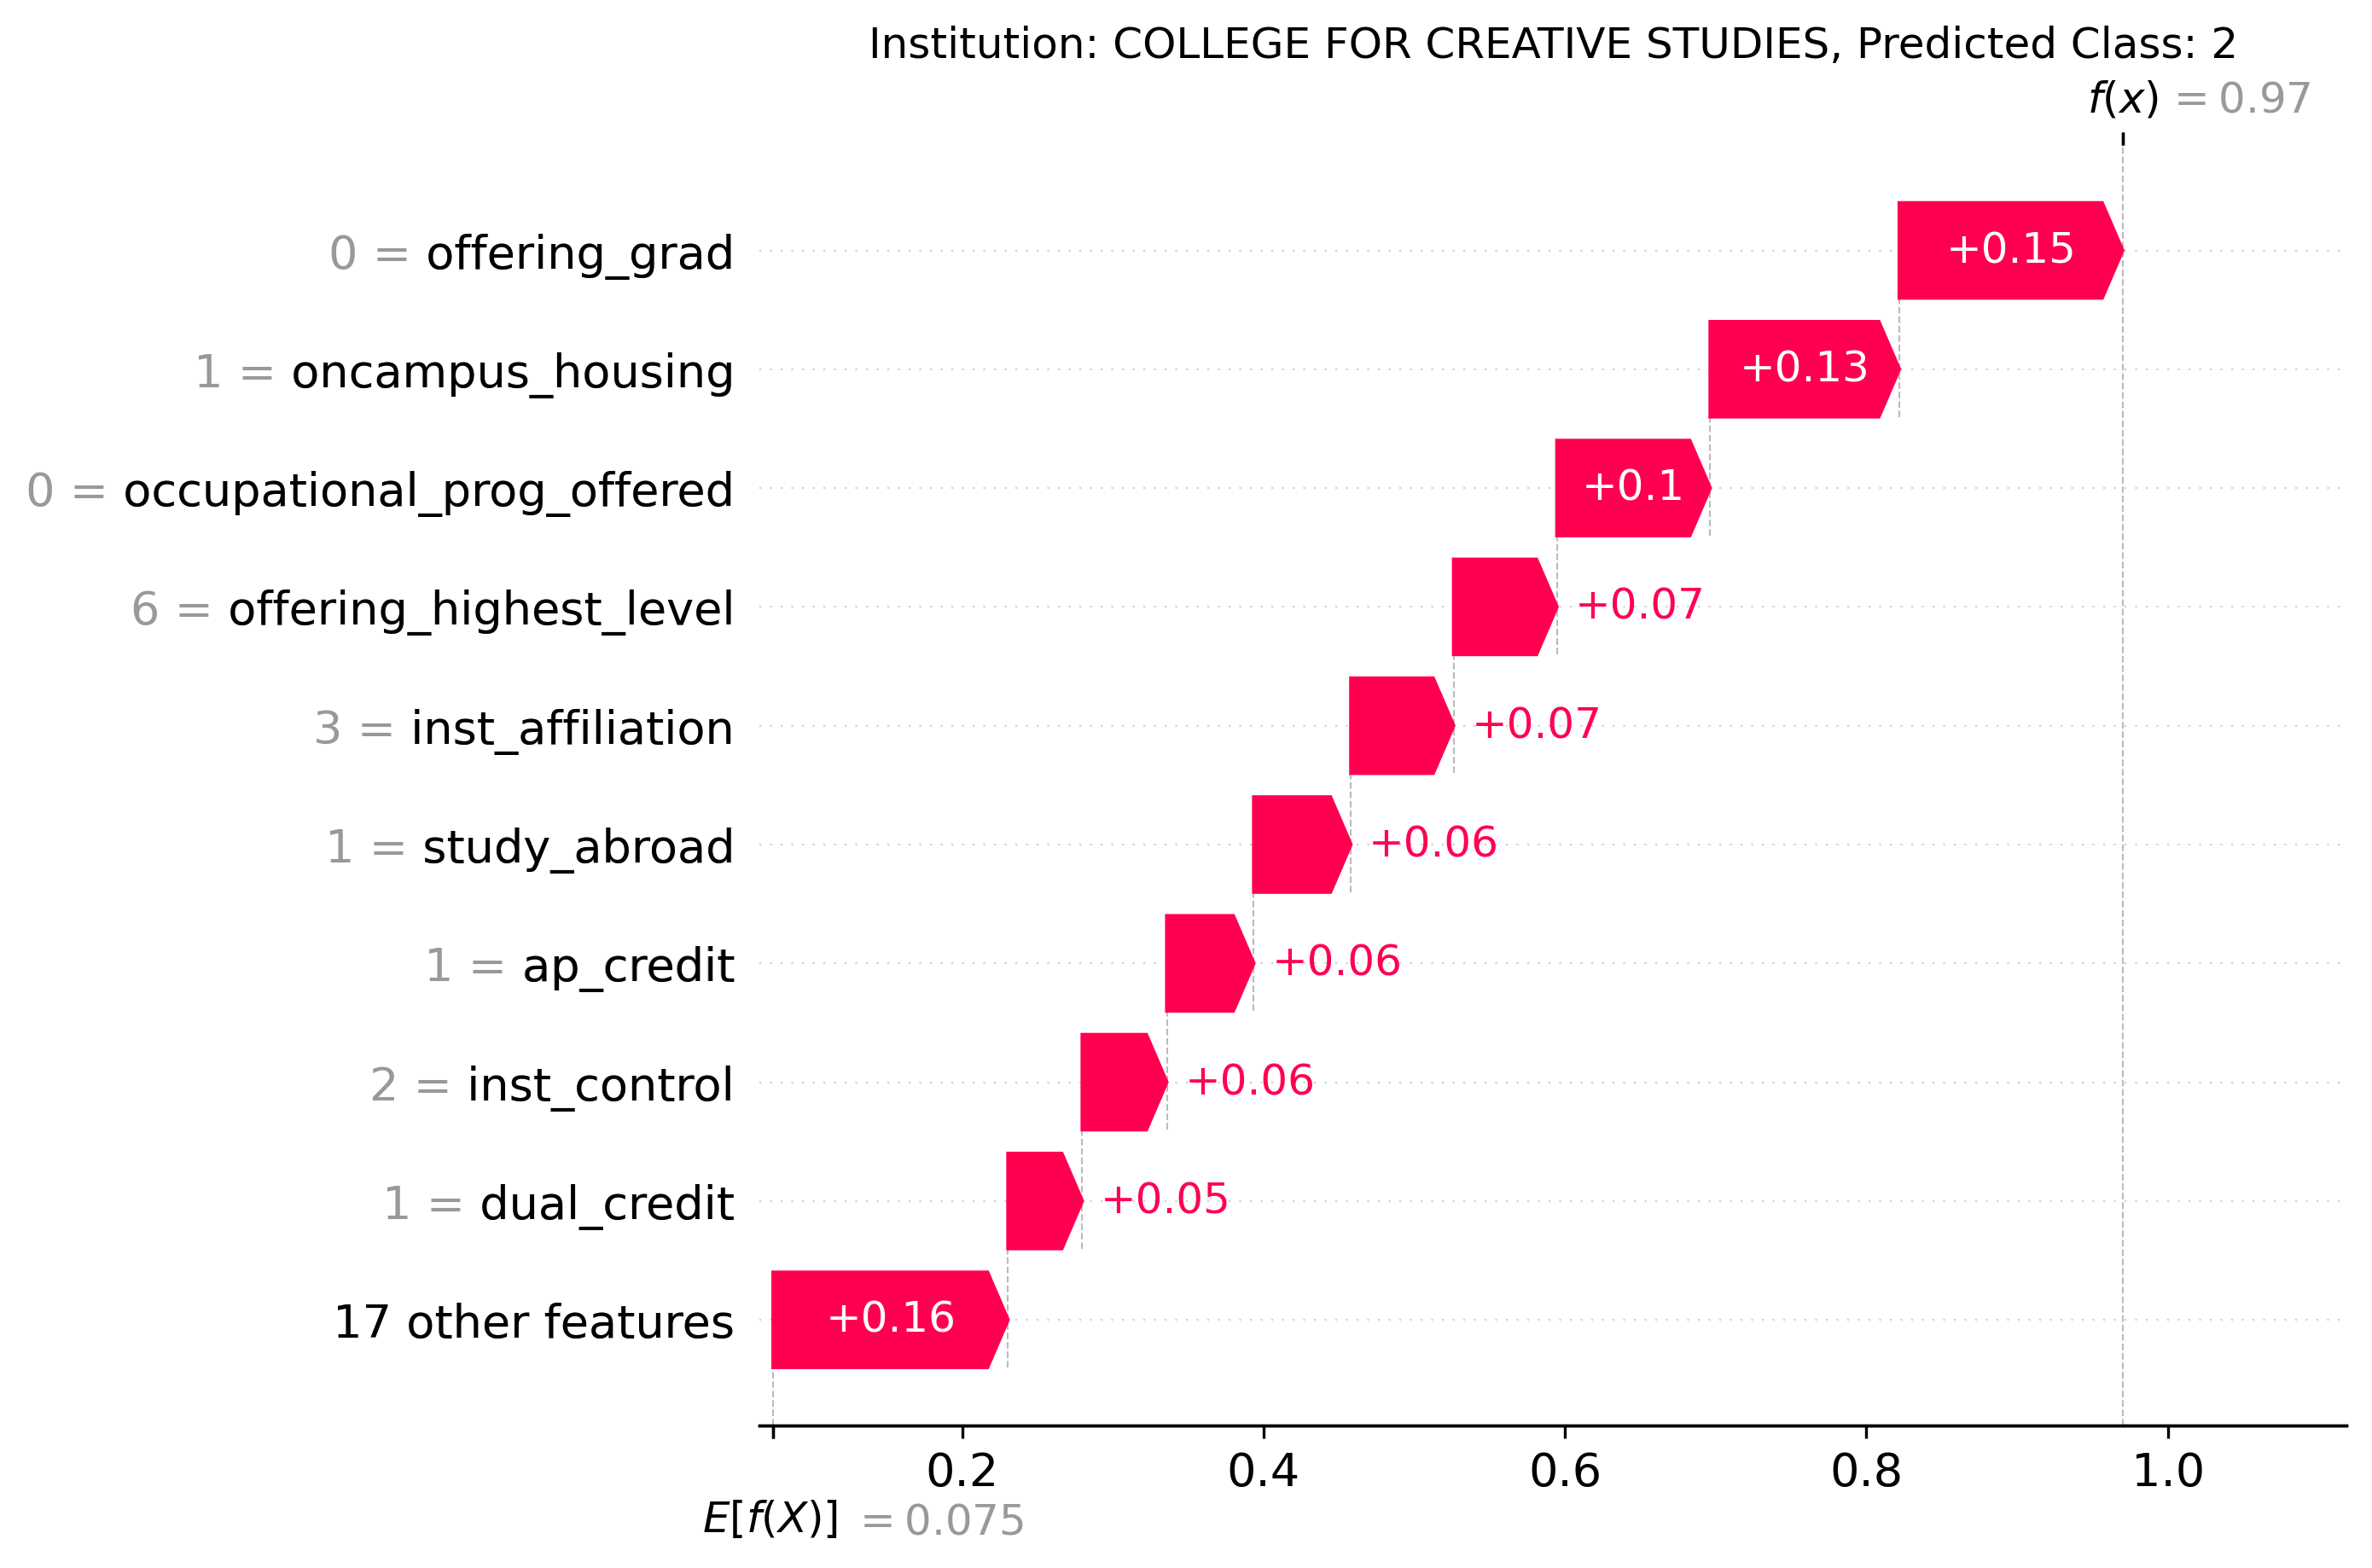 Institution: COLLEGE FOR CREATIVE STUDIES, Predicted Class: 2
f(x) = 0.97
0 = offering_grad +0.15
1 = oncampus_housing +0.13
0 = occupational_prog_offered +0.1
6 = offering_highest_level +0.07
3 = inst_affiliation +0.07
1 = study_abroad +0.06
1 = ap_credit +0.06
2 = inst_control +0.06
1 = dual_credit +0.05
17 other features +0.16
0.2 0.4 0.6 0.8 1.0
E[f(X)] = 0.075